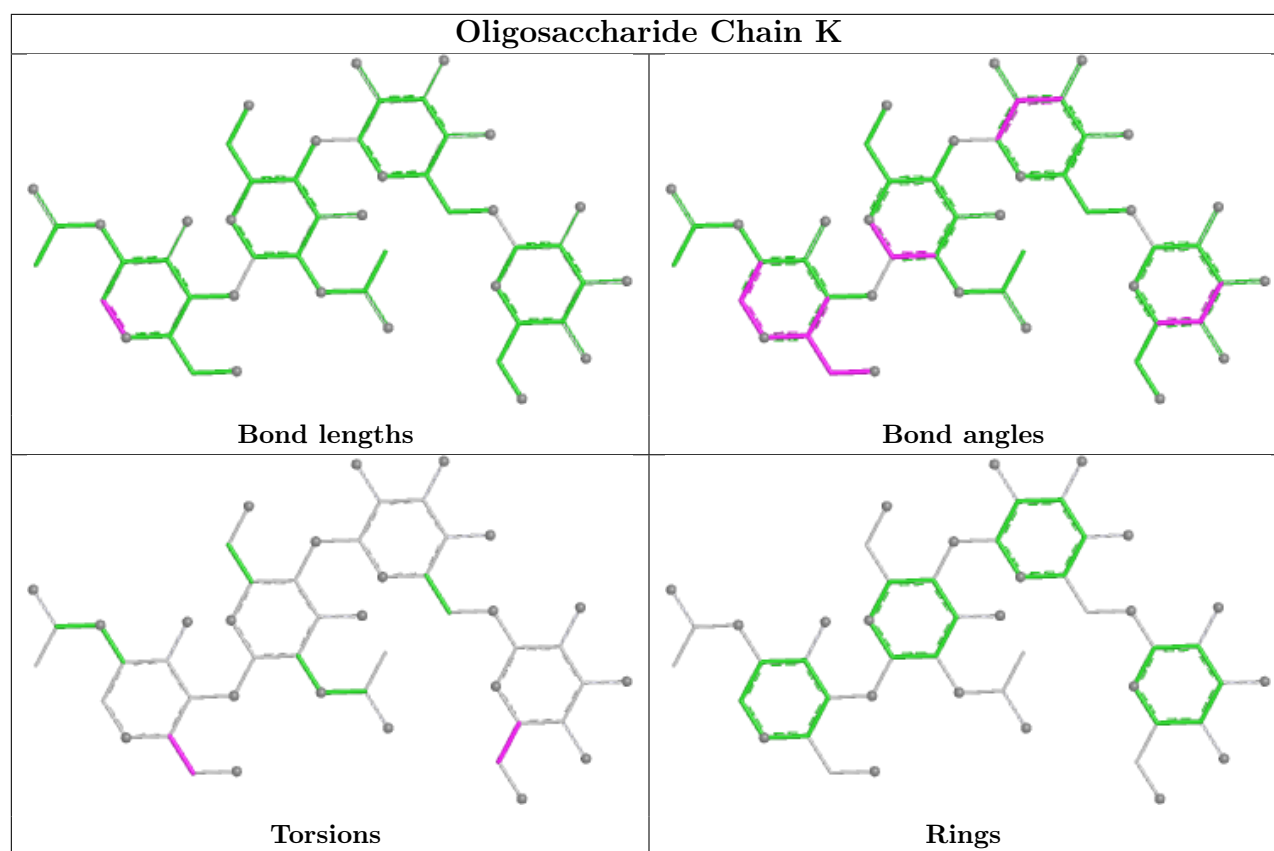 Oligosaccharide Chain K
Bond lengths
Bond angles
Torsions
Rings